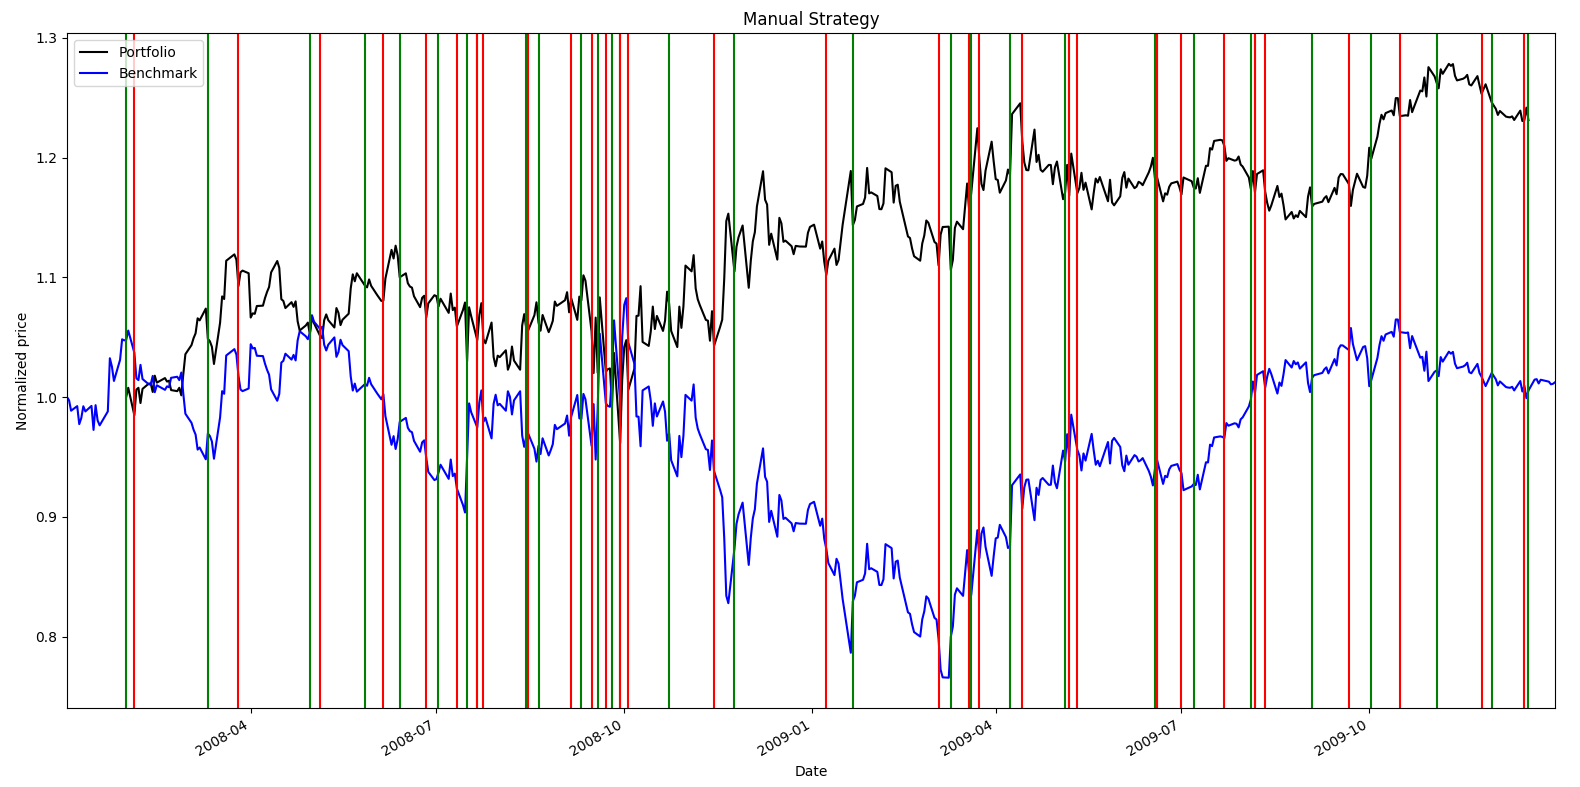 Manual Strategy
Portfolio
Benchmark
Normalized price
1.3
1.2
1.1
1.0
0.9
0.8
2008-04
2008-07
2008-10
2009-01
2009-04
2009-07
2009-10
Date